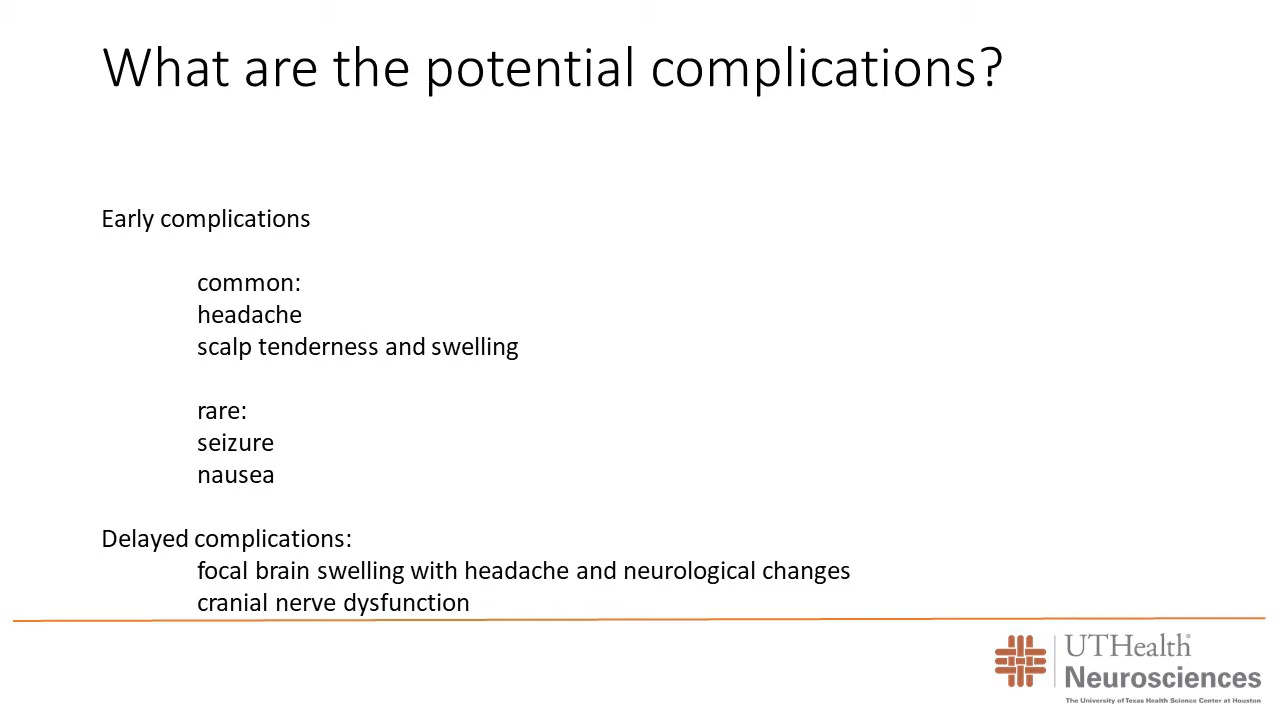 What are the potential complications?
Early complications
common:
headache
scalp tenderness and swelling
rare:
seizure
nausea
Delayed complications:
focal brain swelling with headache and neurological changes
cranial nerve dysfunction
UTHealth®
Neurosciences
The University of Texas Health Science Center at Houston